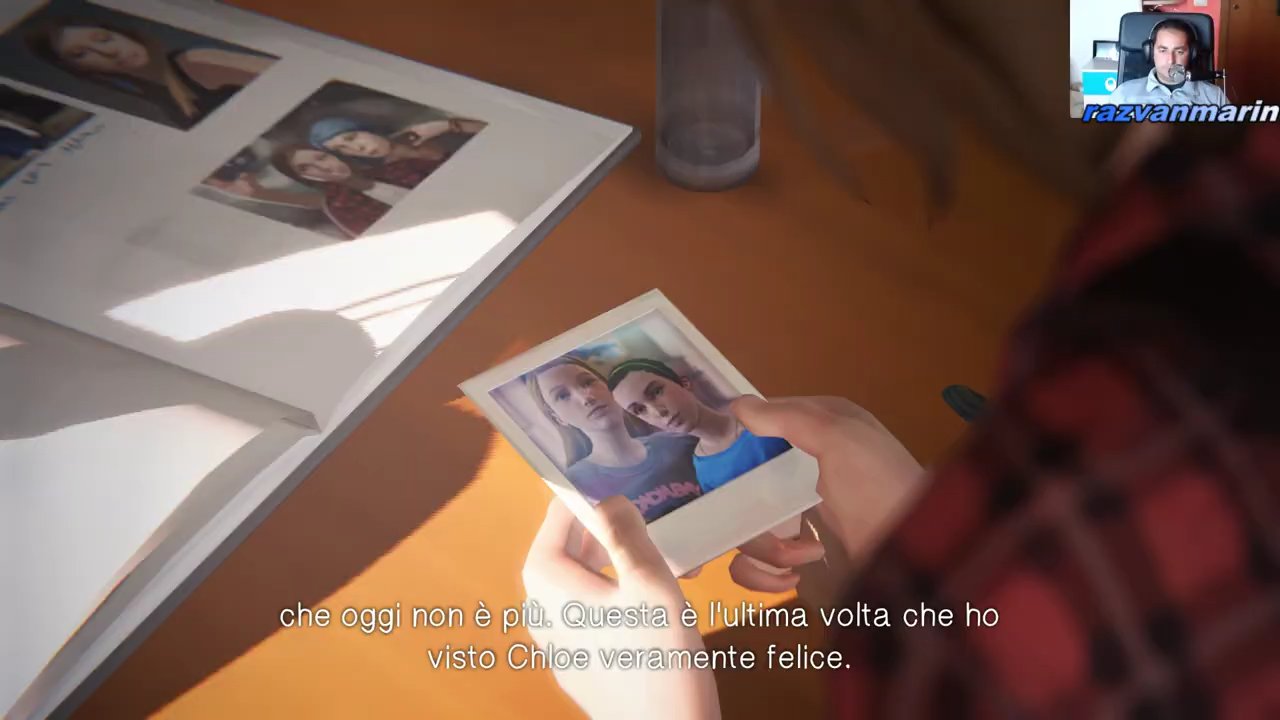 razvanmarin
che oggi non è più. Questa è l'ultima volta che ho
visto Chloe veramente felice.